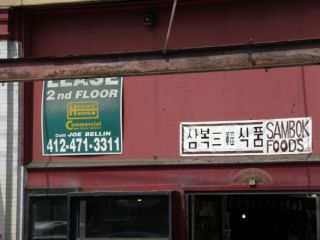 LEASE
2nd FLOOR
Howard
Hanna
Commercial
Call: JOE BELLIN
412-471-3311
삼복三福식품
SAMBOK
FOODS